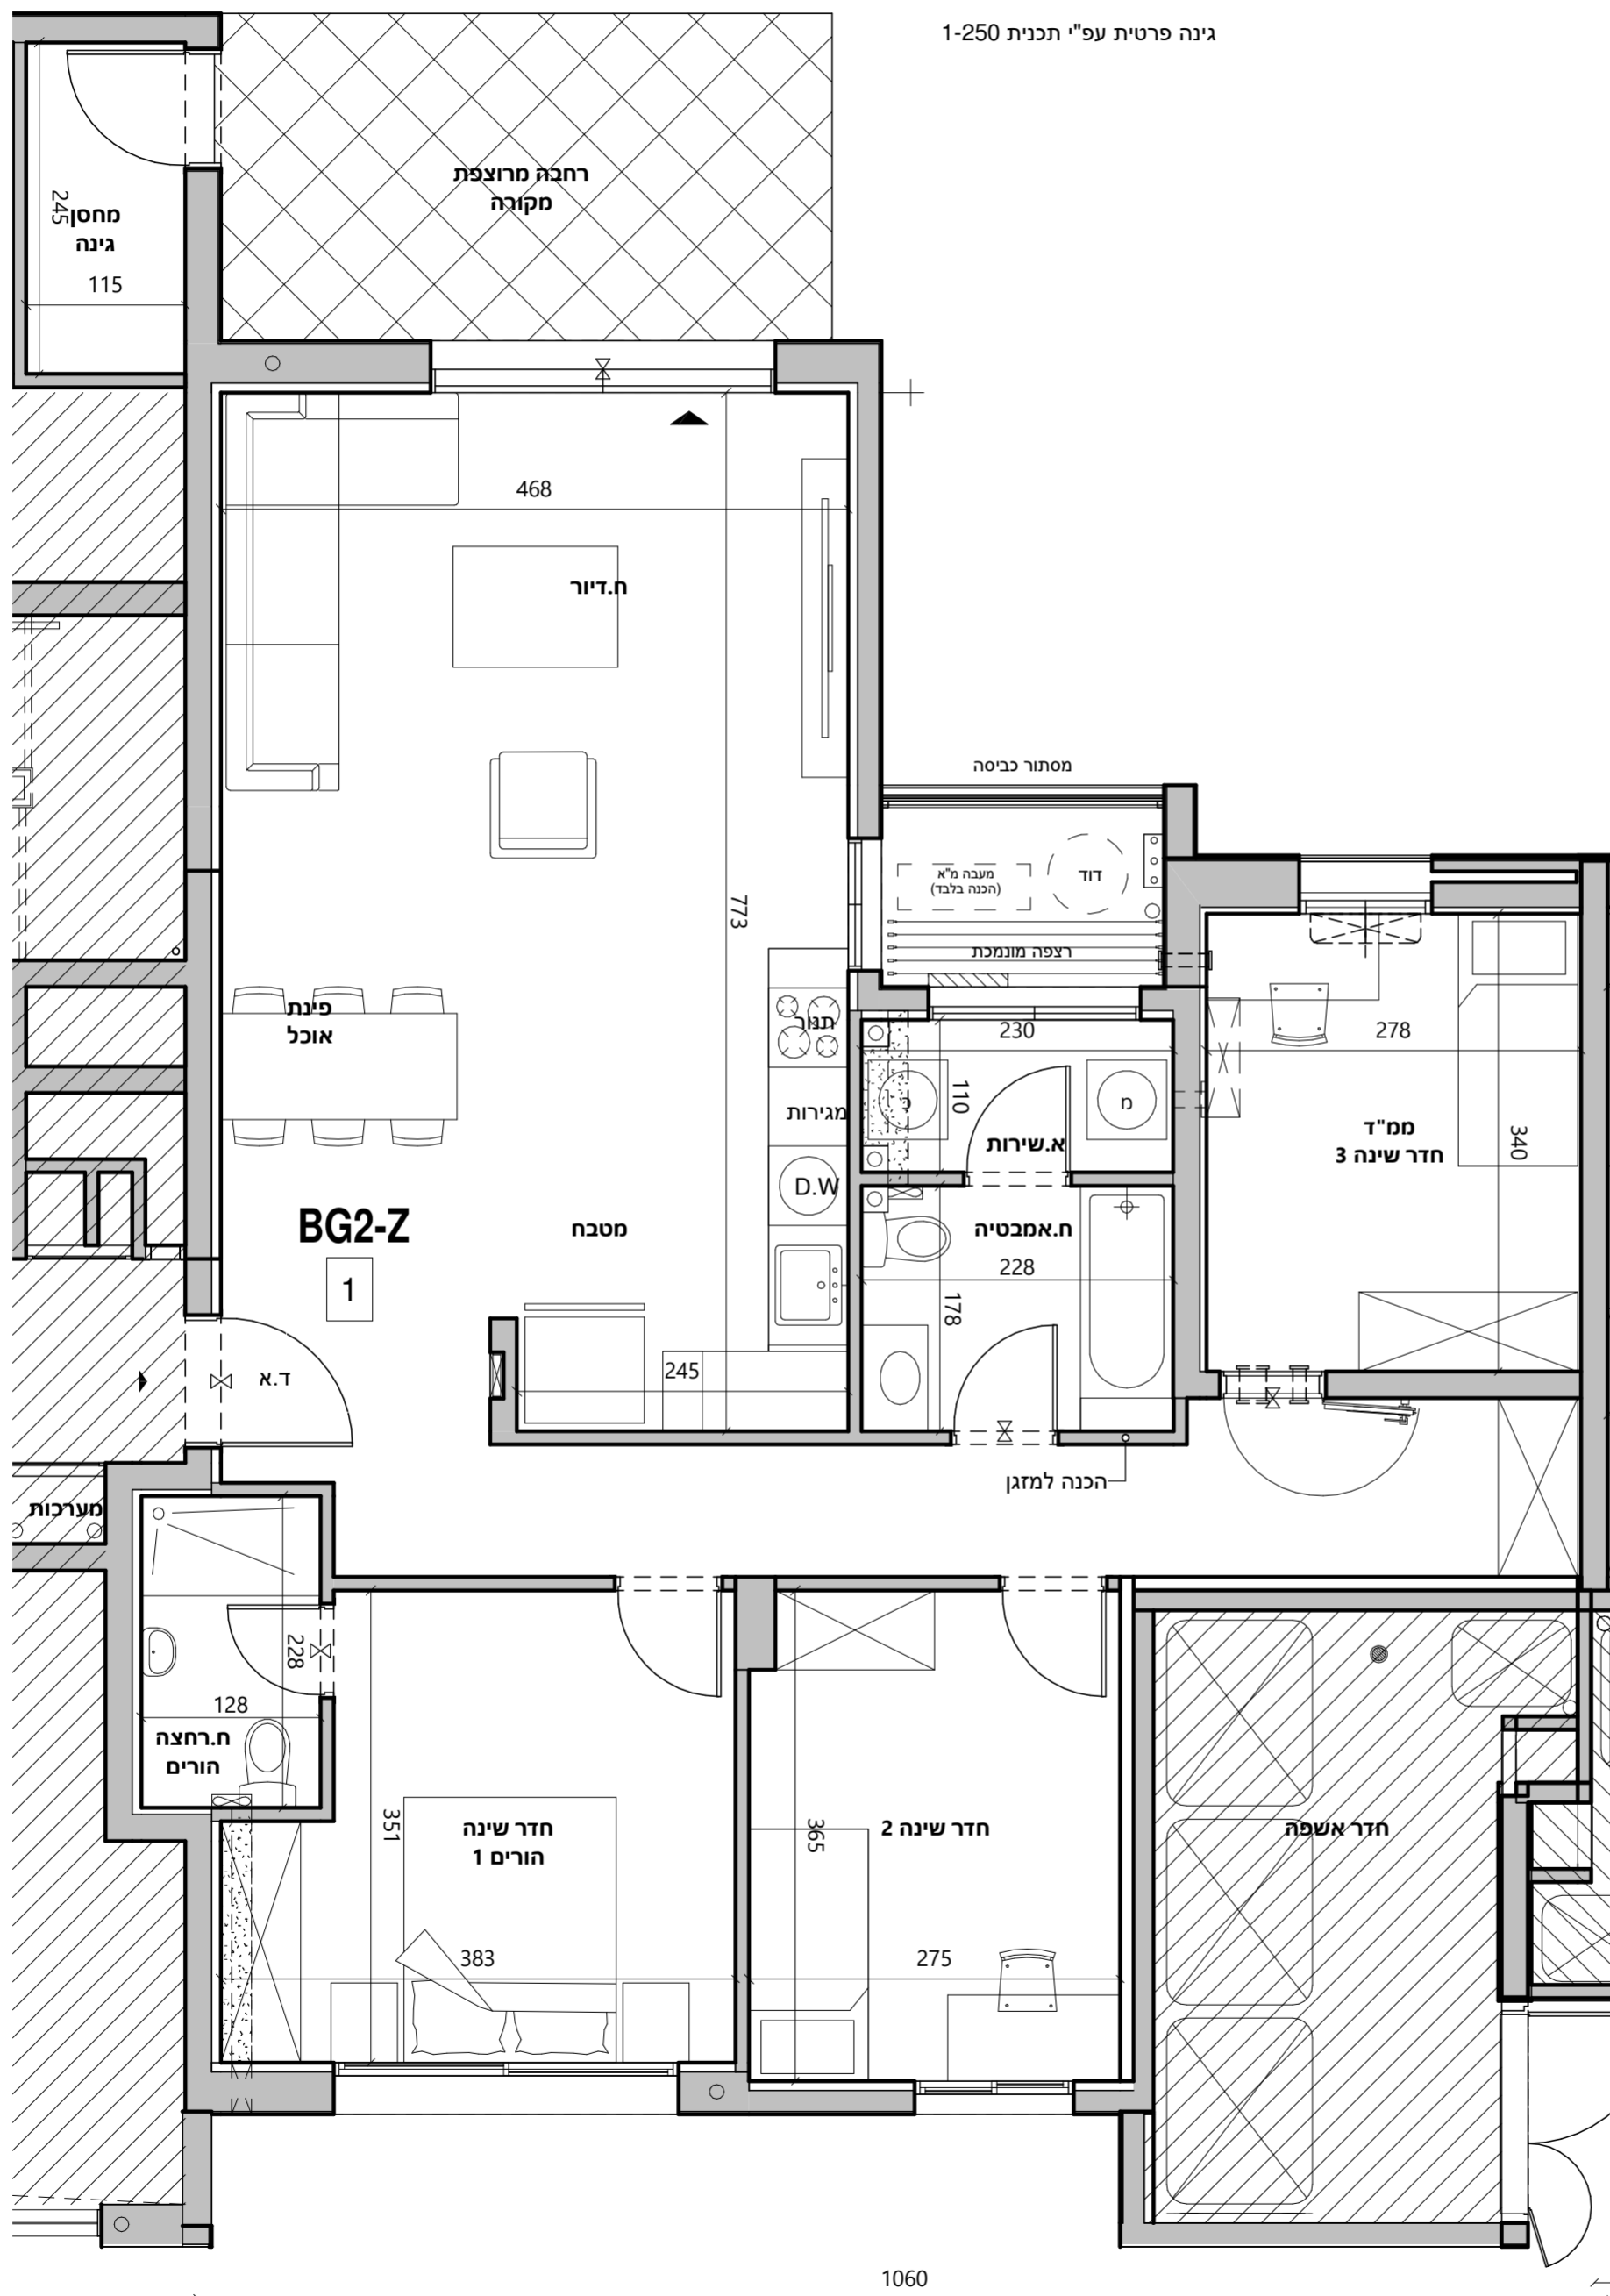 גינה פרטית עפ"י תכנית 1-250
רחבה מרוצפת
מקורה
245
מחסן
גינה
115
468
ח.דיור
773
מסתור כביסה
מעבה מ"א
(הכנה בלבד)
דוד
רצפה מונמכת
פינת
אוכל
תנור
מגירות
D.W
230
110
כ
מ
א.שירות
278
340
ממ"ד
חדר שינה 3
BG2-Z
1
מטבח
ח.אמבטיה
228
178
245
ד.א
הכנה למזגן
מערכות
228
128
ח.רחצה
הורים
351
חדר שינה
הורים 1
383
365
חדר שינה 2
275
חדר אשפה
1060